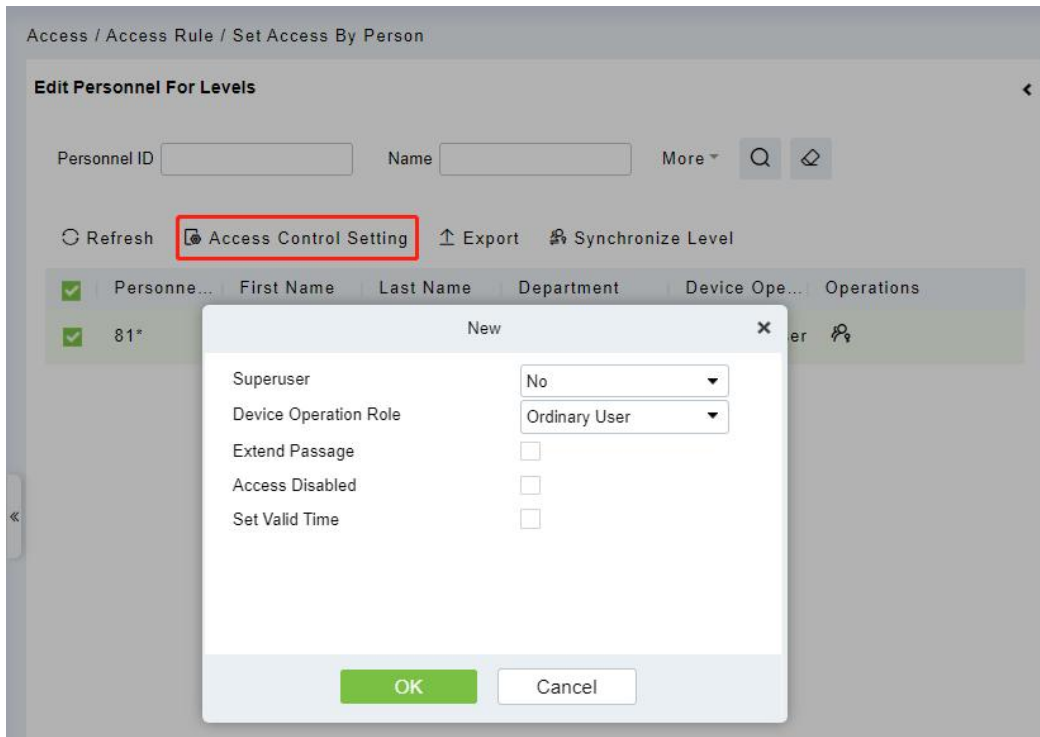 Access / Access Rule / Set Access By Person
Edit Personnel For Levels
Personnel ID Name More
Refresh Access Control Setting Export Synchronize Level
Personne... First Name Last Name Department Device Ope... Operations
81* er
New
Superuser No
Device Operation Role Ordinary User
Extend Passage
Access Disabled
Set Valid Time
OK Cancel